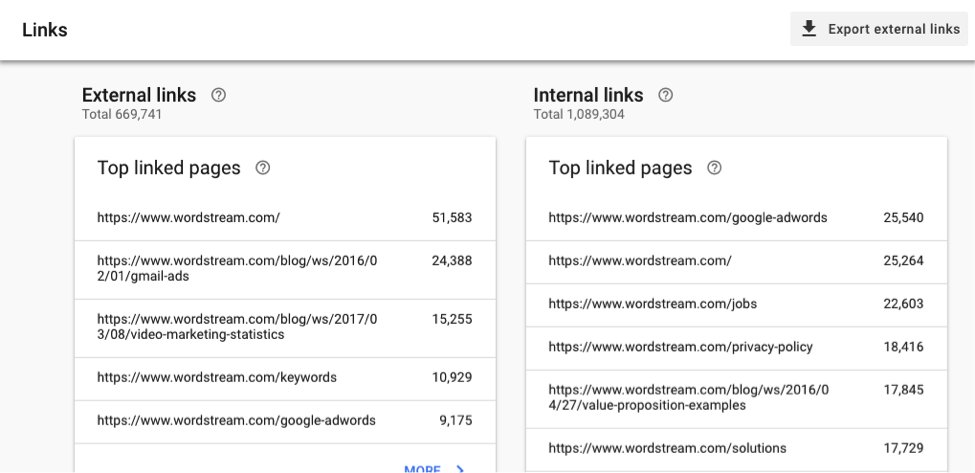 Links
Export external links
External links
Total 669,741
Top linked pages
https://www.wordstream.com/ 51,583
https://www.wordstream.com/blog/ws/2016/0 24,388
2/01/gmail-ads
https://www.wordstream.com/blog/ws/2017/0 15,255
3/08/video-marketing-statistics
https://www.wordstream.com/keywords 10,929
https://www.wordstream.com/google-adwords 9,175
MORE
Internal links
Total 1,089,304
Top linked pages
https://www.wordstream.com/google-adwords 25,540
https://www.wordstream.com/ 25,264
https://www.wordstream.com/jobs 22,603
https://www.wordstream.com/privacy-policy 18,416
https://www.wordstream.com/blog/ws/2016/0 17,845
4/27/value-proposition-examples
https://www.wordstream.com/solutions 17,729